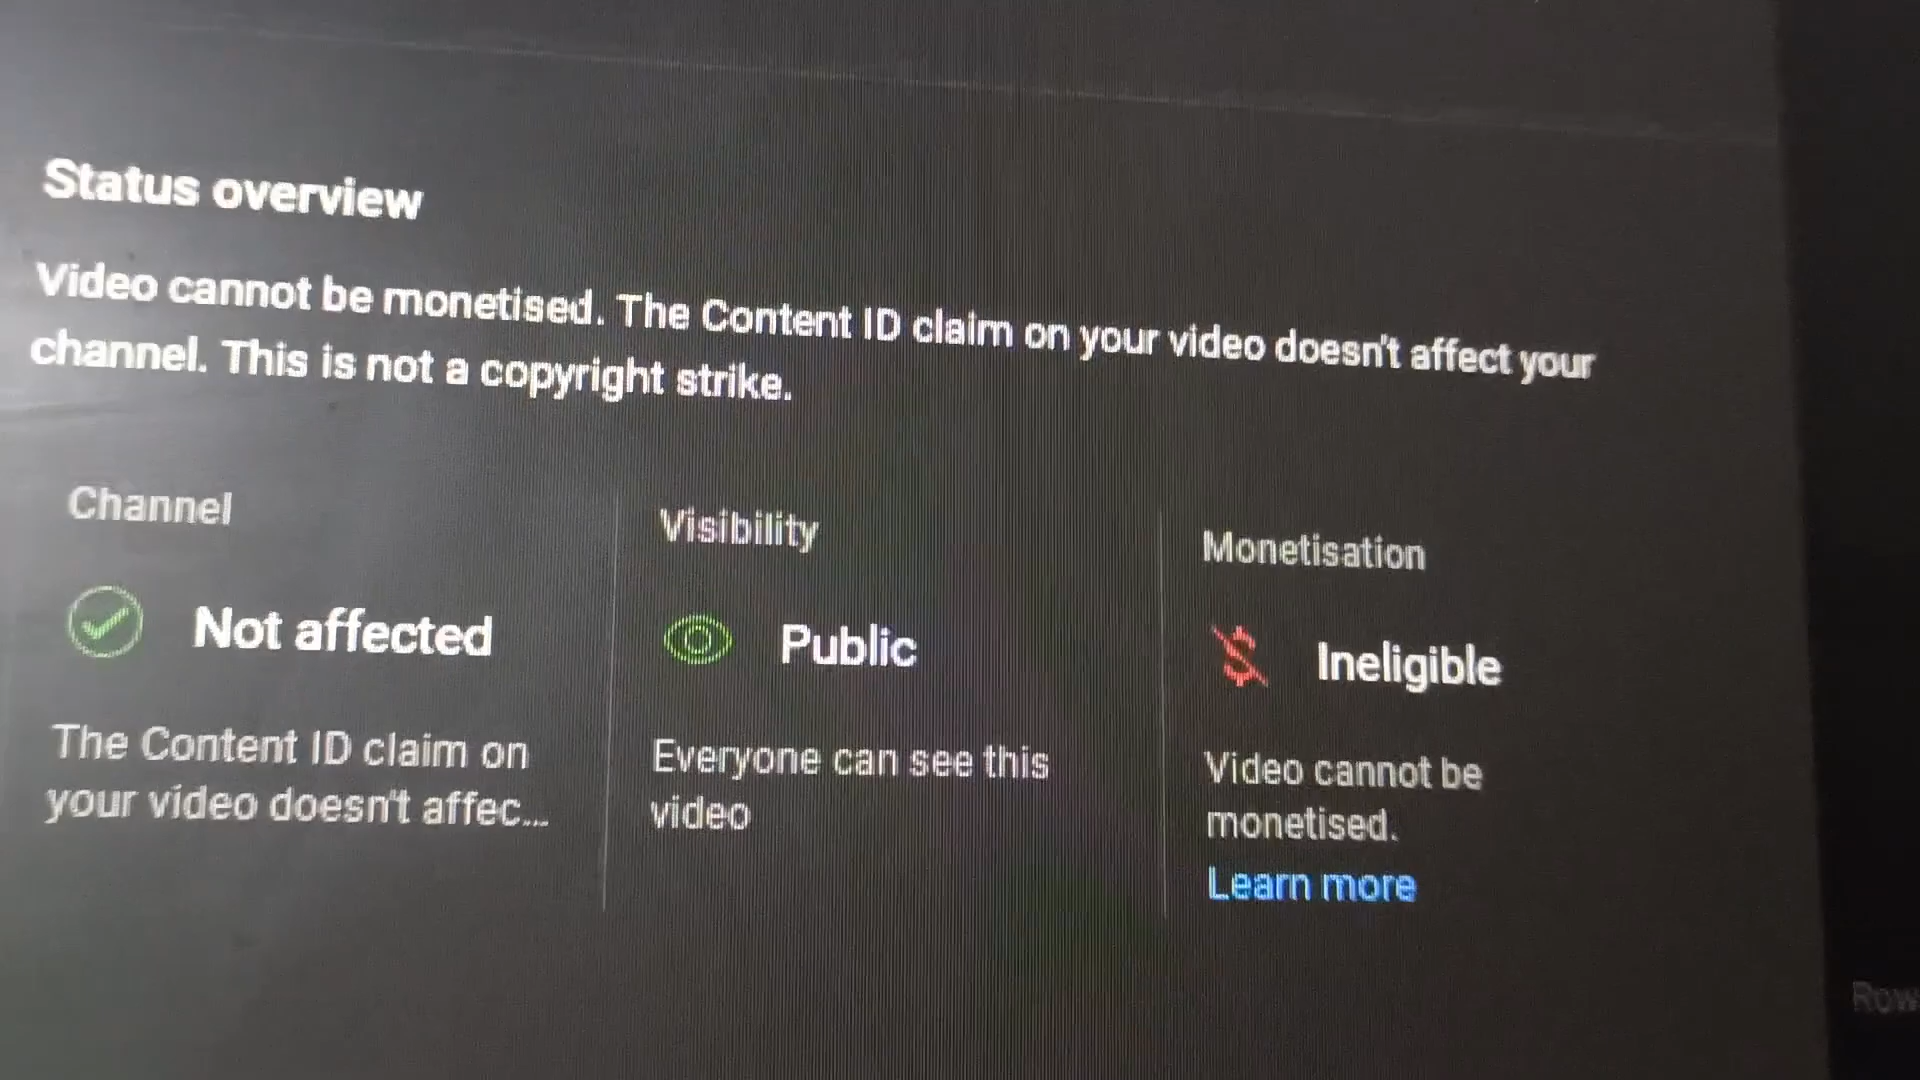 Status overview
Video cannot be monetised. The Content ID claim on your video doesn't affect your
channel. This is not a copyright strike.
Channel
Not affected
The Content ID claim on
your video doesn't affec...
Visibility
Public
Everyone can see this
video
Monetisation
Ineligible
Video cannot be
monetised.
Learn more
Row